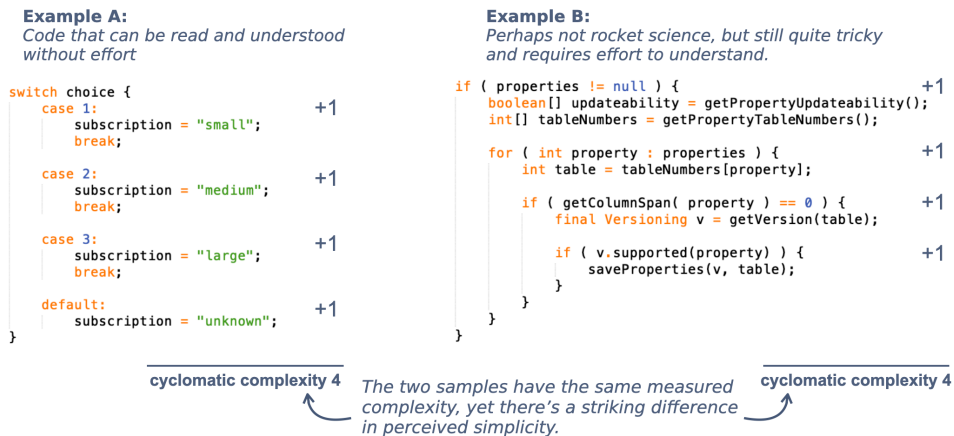 Example A:
Code that can be read and understood
without effort
switch choice {
case 1:
+1
subscription = "small";
break;
case 2:
+1
subscription = "medium";
break;
case 3:
+1
subscription = "large";
break;
default:
+1
subscription = "unknown";
}
cyclomatic complexity 4
Example B:
Perhaps not rocket science, but still quite tricky
and requires effort to understand.
if ( properties != null ) {
+1
boolean[] updateability = getPropertyUpdateability();
int[] tableNumbers = getPropertyTableNumbers();
for ( int property : properties ) {
+1
int table = tableNumbers[property];
if ( getColumnSpan( property ) == 0 ) {
+1
final Versioning v = getVersion(table);
if ( v.supported(property) ) {
+1
saveProperties(v, table);
}
}
}
}
cyclomatic complexity 4
The two samples have the same measured
complexity, yet there's a striking difference
in perceived simplicity.